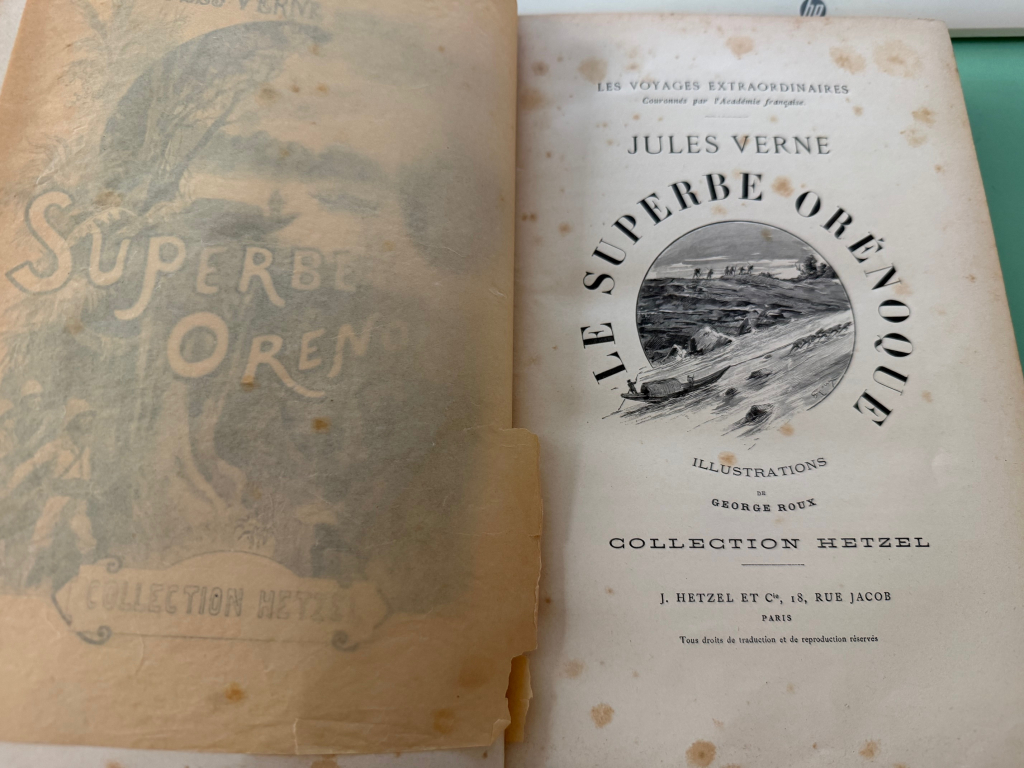 JULES VERNE
SUPERBE
OREN
COLLECTION HETZEL
hp
LES VOYAGES EXTRAORDINAIRES
Couronnés par l'Académie française.
JULES VERNE
LE SUPERBE ORÉNOQUE
ILLUSTRATIONS
DE
GEORGE ROUX
COLLECTION HETZEL
J. HETZEL ET Cie, 18, RUE JACOB
PARIS
Tous droits de traduction et de reproduction réservés